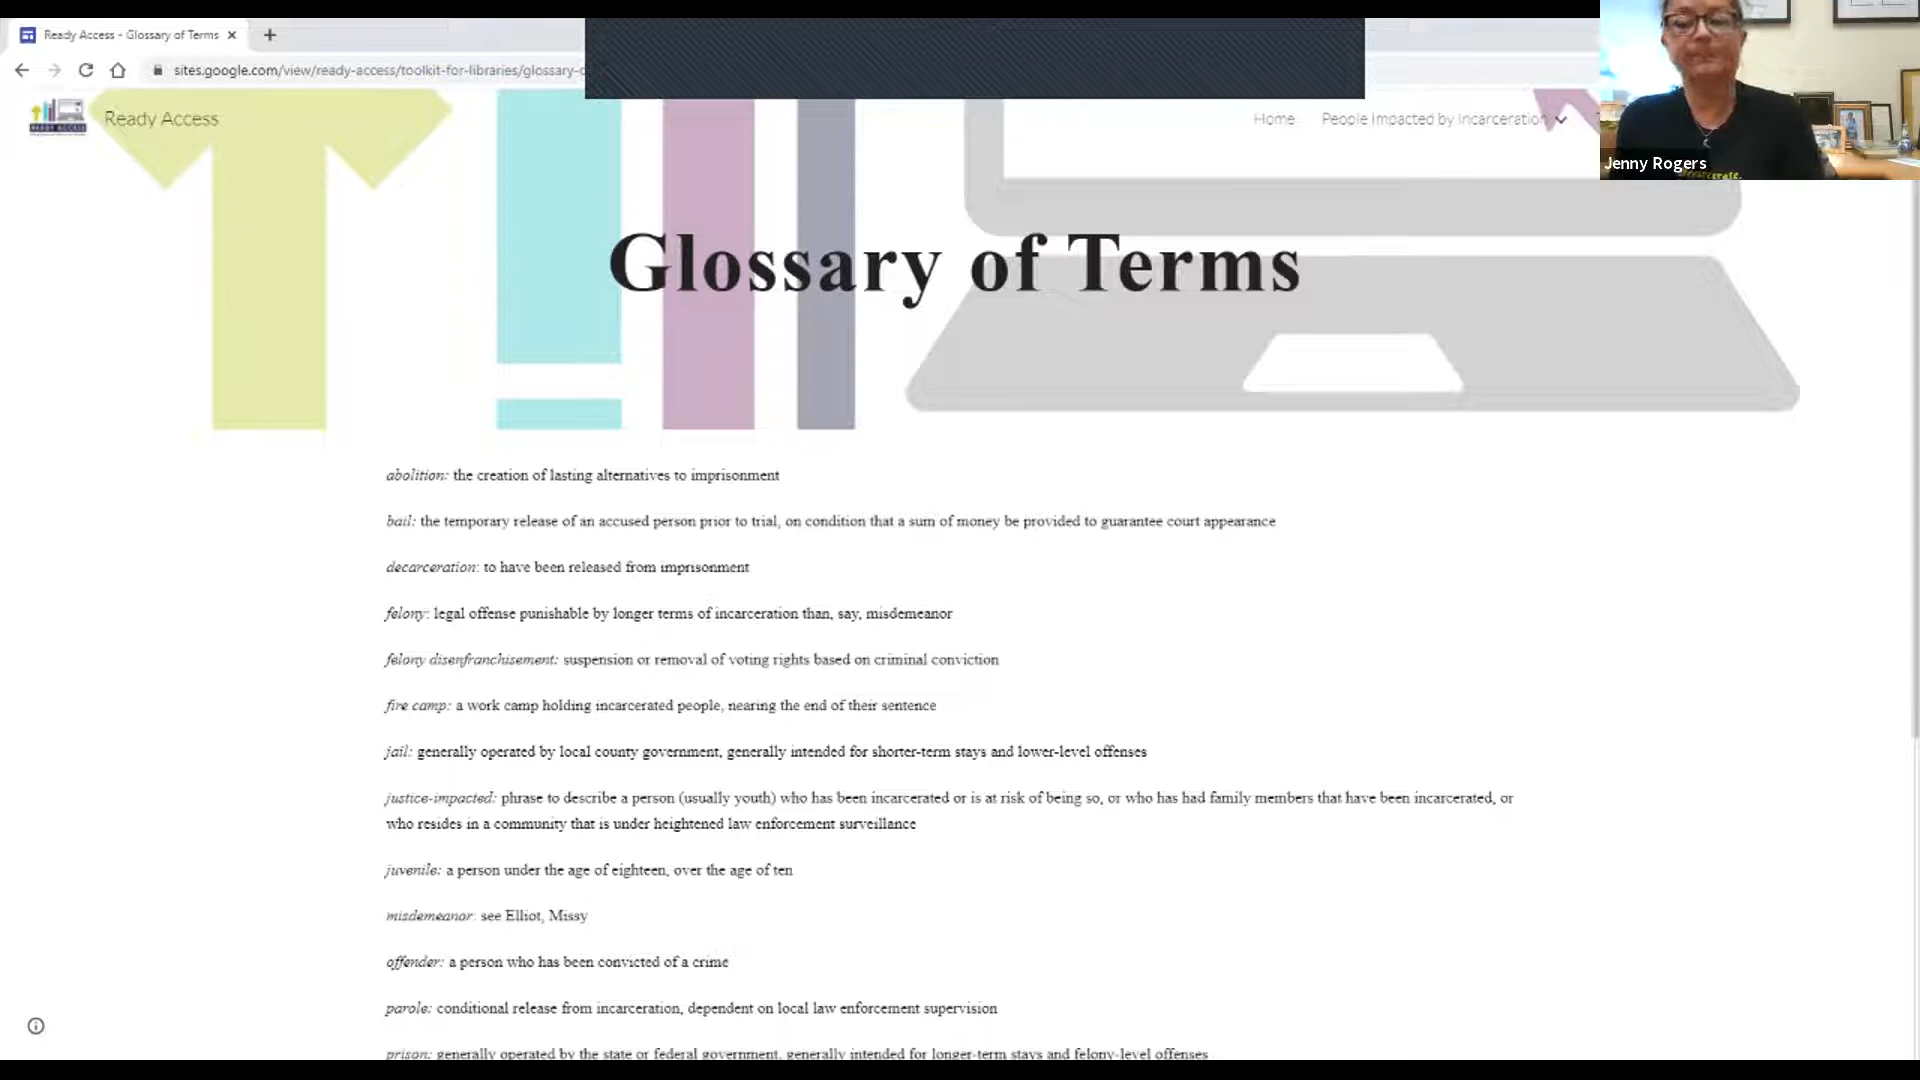 Ready Access - Glossary of Terms
sites.google.com/view/ready-access/toolkit-for-libraries/glossary-
READY ACCESS
Ready Access
Home
People Impacted by Incarceration
Jenny Rogers
Glossary of Terms
abolition: the creation of lasting alternatives to imprisonment
bail: the temporary release of an accused person prior to trial, on condition that a sum of money be provided to guarantee court appearance
decarceration: to have been released from imprisonment
felony: legal offense punishable by longer terms of incarceration than, say, misdemeanor
felony disenfranchisement: suspension or removal of voting rights based on criminal conviction
fire camp: a work camp holding incarcerated people, nearing the end of their sentence
jail: generally operated by local county government, generally intended for shorter-term stays and lower-level offenses
justice-impacted: phrase to describe a person (usually youth) who has been incarcerated or is at risk of being so, or who has had family members that have been incarcerated, or
who resides in a community that is under heightened law enforcement surveillance
juvenile: a person under the age of eighteen, over the age of ten
misdemeanor: see Elliot, Missy
offender: a person who has been convicted of a crime
parole: conditional release from incarceration, dependent on local law enforcement supervision
prison: generally operated by the state or federal government, generally intended for longer-term stays and felony-level offenses